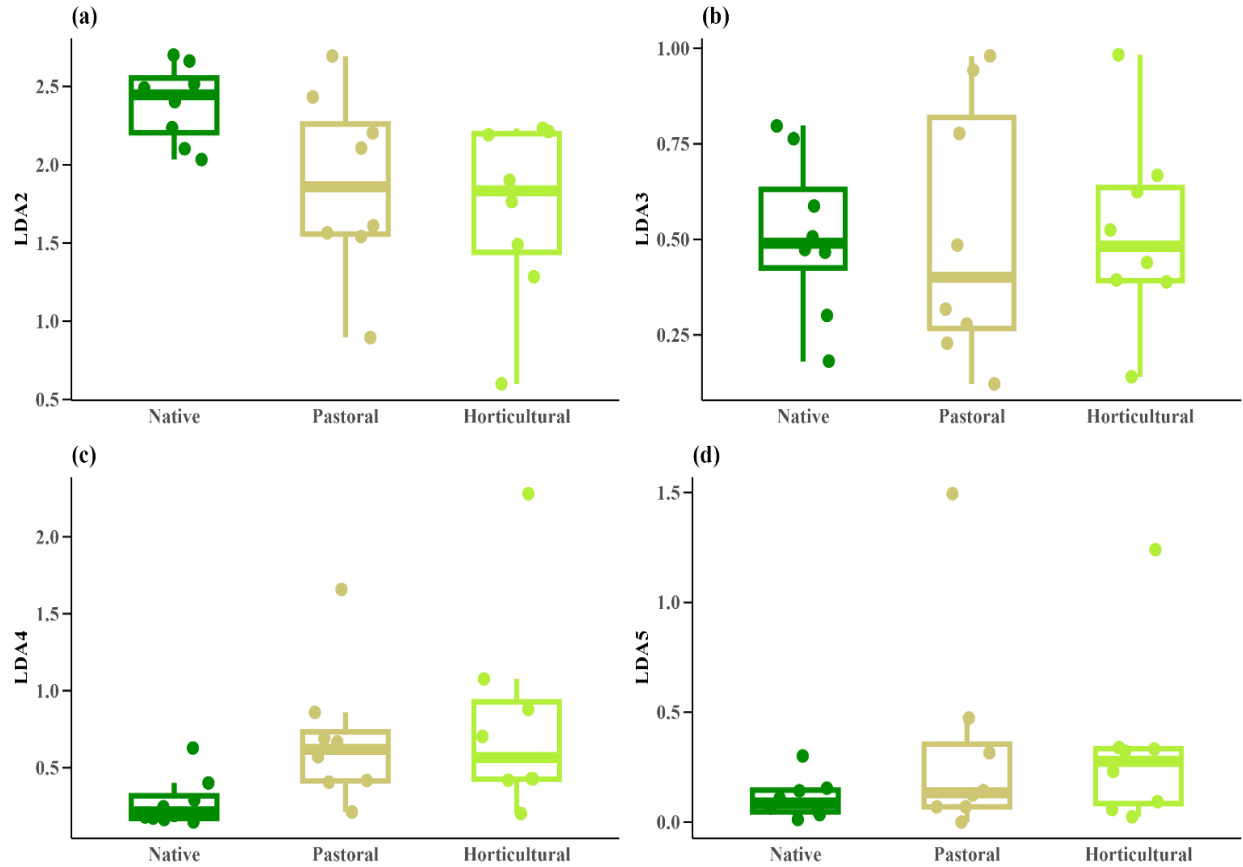 (a)
LDA2
2.5
2.0
1.5
1.0
0.5
Native Pastoral Horticultural
(b)
LDA3
1.00
0.75
0.50
0.25
Native Pastoral Horticultural
(c)
LDA4
2.0
1.5
1.0
0.5
Native Pastoral Horticultural
(d)
LDA5
1.5
1.0
0.5
0.0
Native Pastoral Horticultural